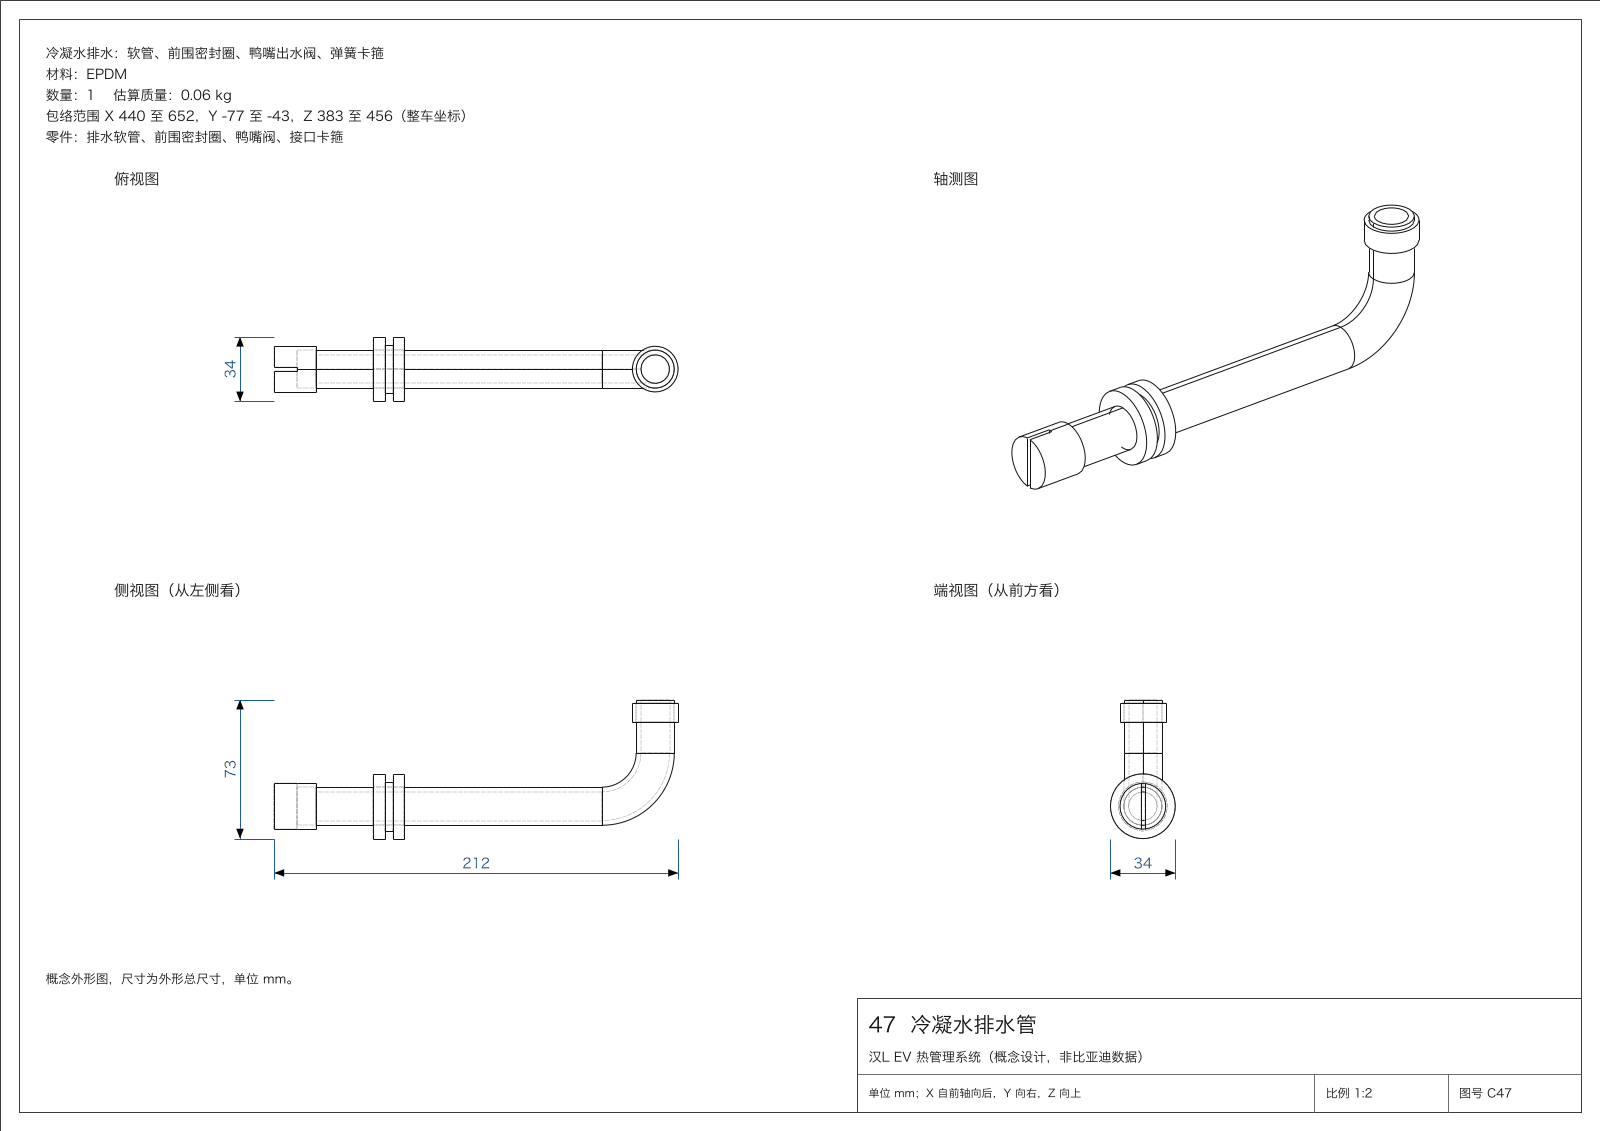 冷凝水排水：软管、前围密封圈、鸭嘴出水阀、弹簧卡箍
材料：EPDM
数量：1　估算质量：0.06 kg
包络范围 X 440 至 652，Y -77 至 -43，Z 383 至 456（整车坐标）
零件：排水软管、前围密封圈、鸭嘴阀、接口卡箍
俯视图
轴测图
34
侧视图（从左侧看）
端视图（从前方看）
73
212
34
概念外形图，尺寸为外形总尺寸，单位 mm。
47 冷凝水排水管
汉L EV 热管理系统（概念设计，非比亚迪数据）
单位 mm；X 自前轴向后，Y 向右，Z 向上
比例 1:2
图号 C47